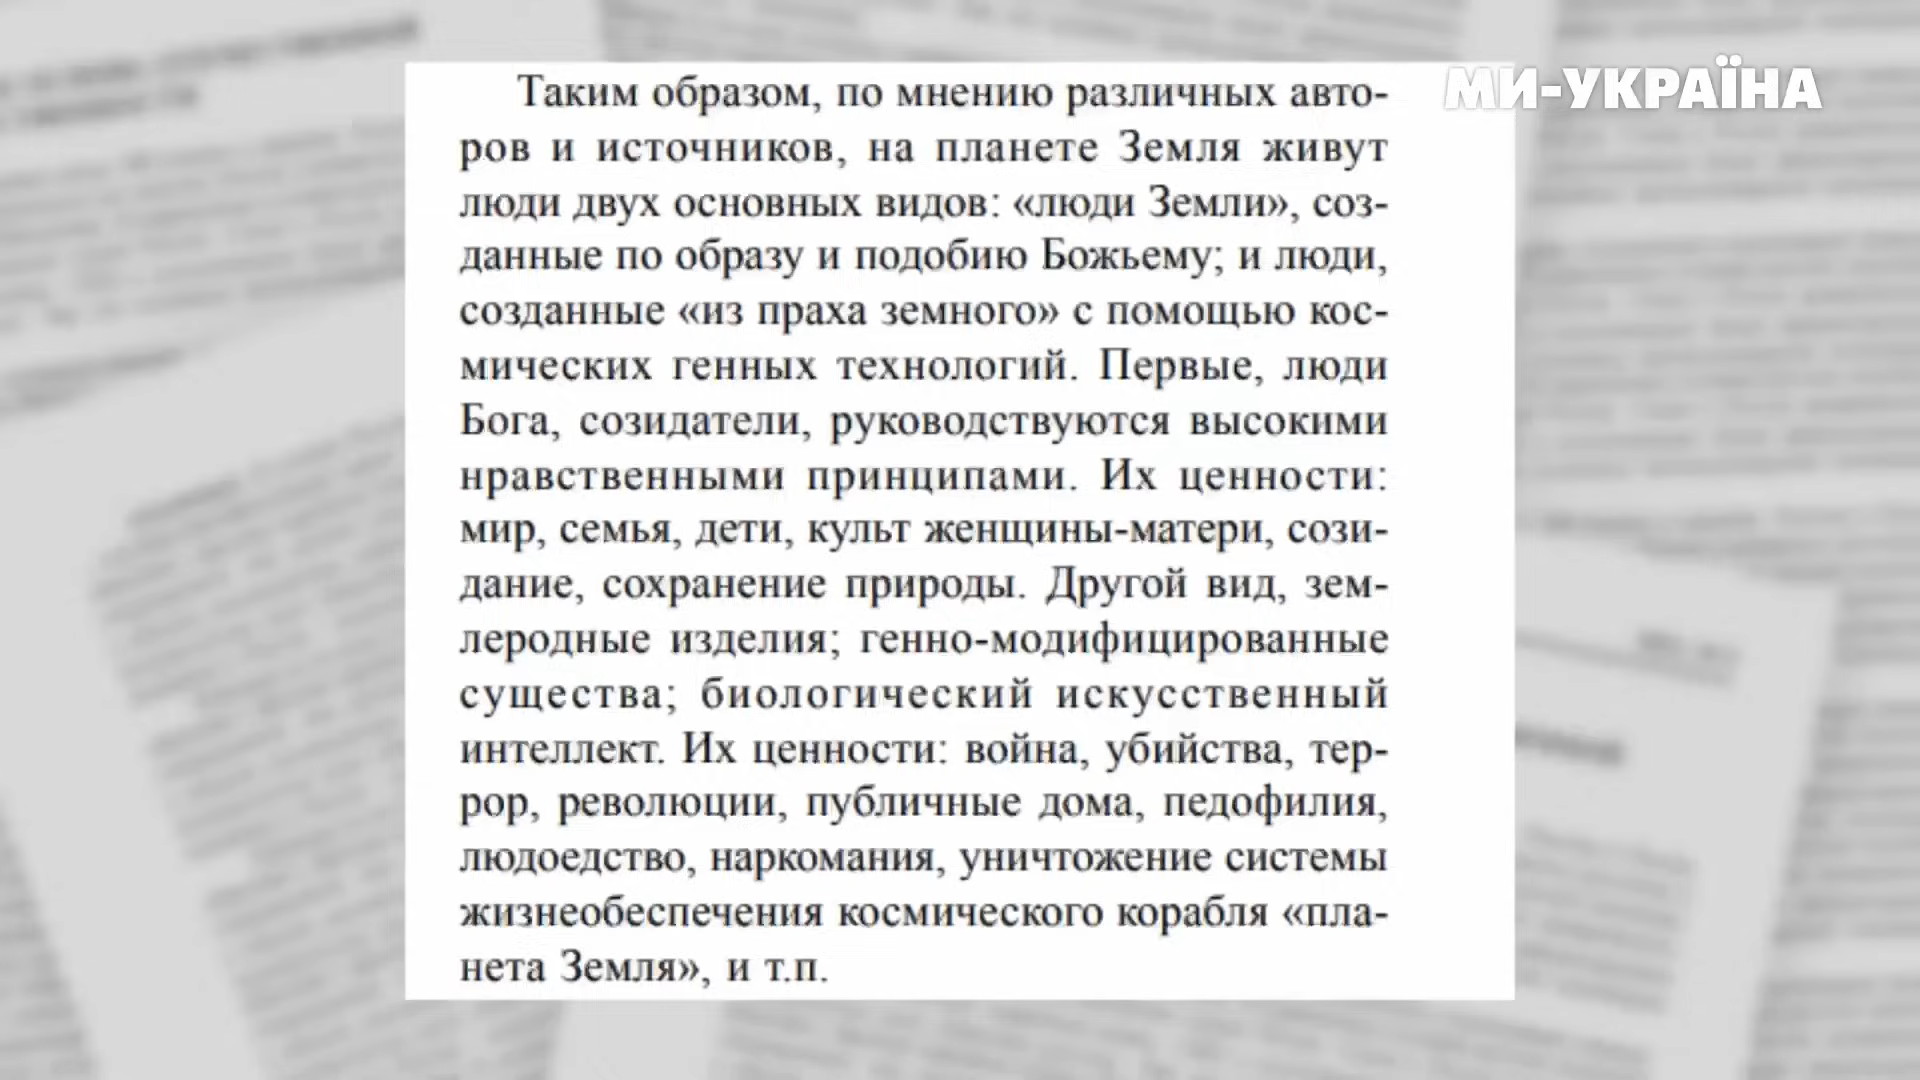 МИ-УКРАЇНА
Таким образом, по мнению различных авто-
ров и источников, на планете Земля живут
люди двух основных видов: «люди Земли», соз-
данные по образу и подобию Божьему; и люди,
созданные «из праха земного» с помощью кос-
мических генных технологий. Первые, люди
Бога, созидатели, руководствуются высокими
нравственными принципами. Их ценности:
мир, семья, дети, культ женщины-матери, сози-
дание, сохранение природы. Другой вид, зем-
леродные изделия; генно-модифицированные
существа; биологический искусственный
интеллект. Их ценности: война, убийства, тер-
рор, революции, публичные дома, педофилия,
людоедство, наркомания, уничтожение системы
жизнеобеспечения космического корабля «пла-
нета Земля», и т.п.